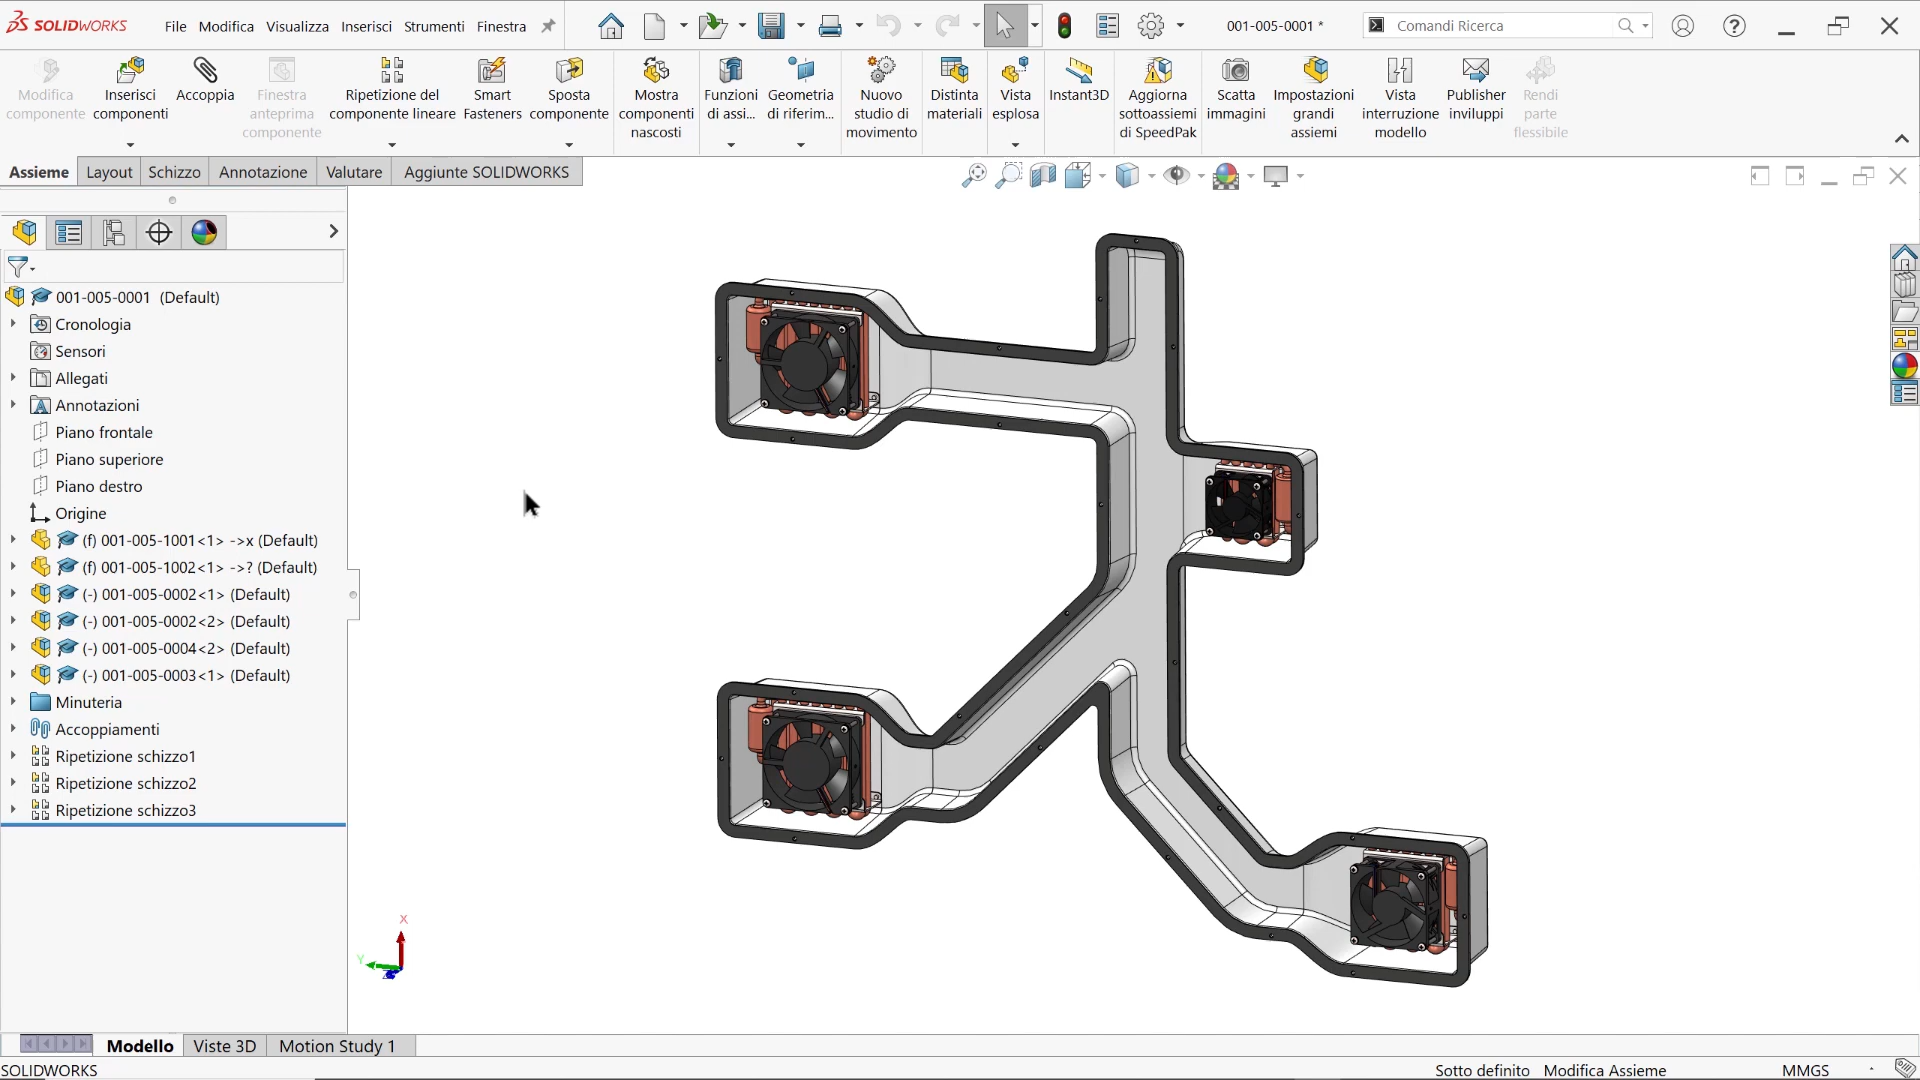 SOLIDWORKS
File Modifica Visualizza Inserisci Strumenti Finestra
001-005-0001 *
Comandi Ricerca
Modifica componente
Inserisci componenti
Accoppia
Finestra anteprima componente
Ripetizione del componente lineare
Smart Fasteners
Sposta componente
Mostra componenti nascosti
Funzioni di assi...
Geometria di riferim...
Nuovo studio di movimento
Distinta materiali
Vista esplosa
Instant3D
Aggiorna sottoassiemi di SpeedPak
Scatta immagini
Impostazioni grandi assiemi
Vista interruzione modello
Publisher inviluppi
Rendi parte flessibile
Assieme Layout Schizzo Annotazione Valutare Aggiunte SOLIDWORKS
001-005-0001 (Default)
Cronologia
Sensori
Allegati
Annotazioni
Piano frontale
Piano superiore
Piano destro
Origine
(f) 001-005-1001<1> ->x (Default)
(f) 001-005-1002<1> ->? (Default)
(-) 001-005-0002<1> (Default)
(-) 001-005-0002<2> (Default)
(-) 001-005-0004<2> (Default)
(-) 001-005-0003<1> (Default)
Minuteria
Accoppiamenti
Ripetizione schizzo1
Ripetizione schizzo2
Ripetizione schizzo3
X
Y
Modello Viste 3D Motion Study 1
SOLIDWORKS
Sotto definito Modifica Assieme MMGS